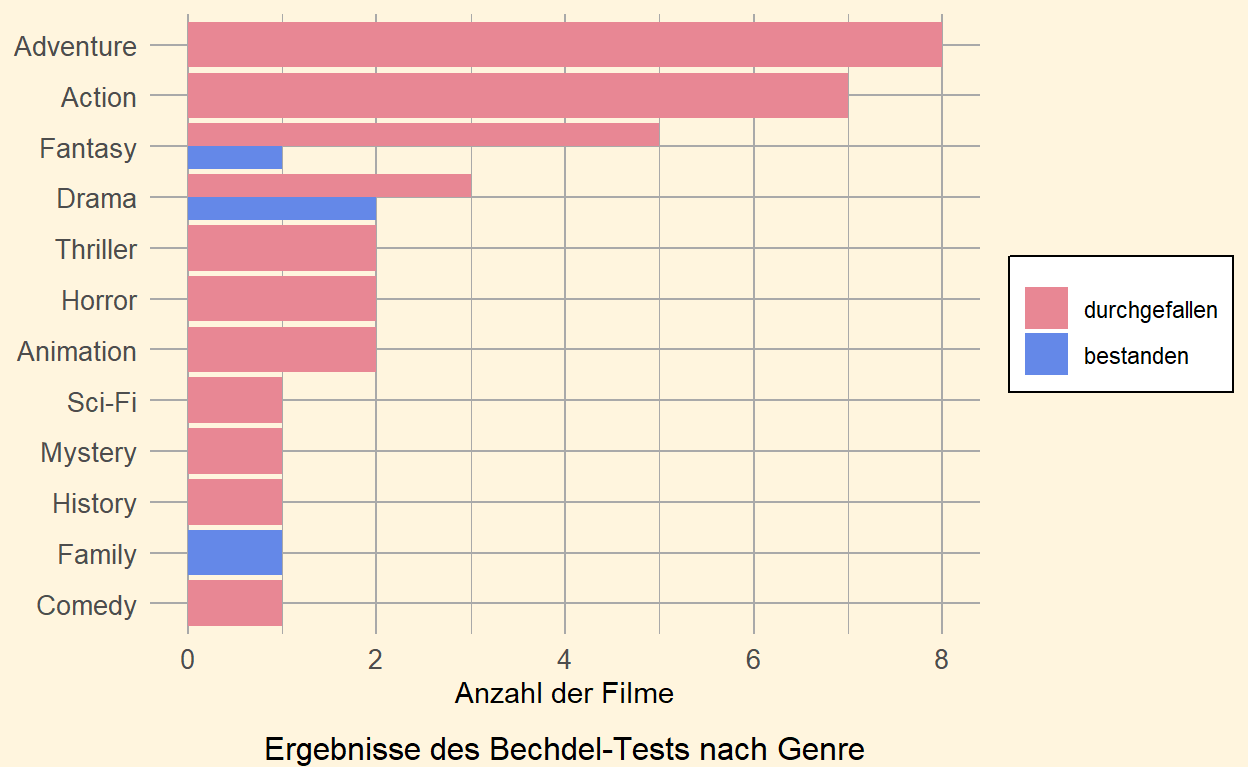 Adventure
Action
Fantasy
Drama
Thriller
Horror
Animation
Sci-Fi
Mystery
History
Family
Comedy
0 2 4 6 8
Anzahl der Filme
Ergebnisse des Bechdel-Tests nach Genre
durchgefallen
bestanden